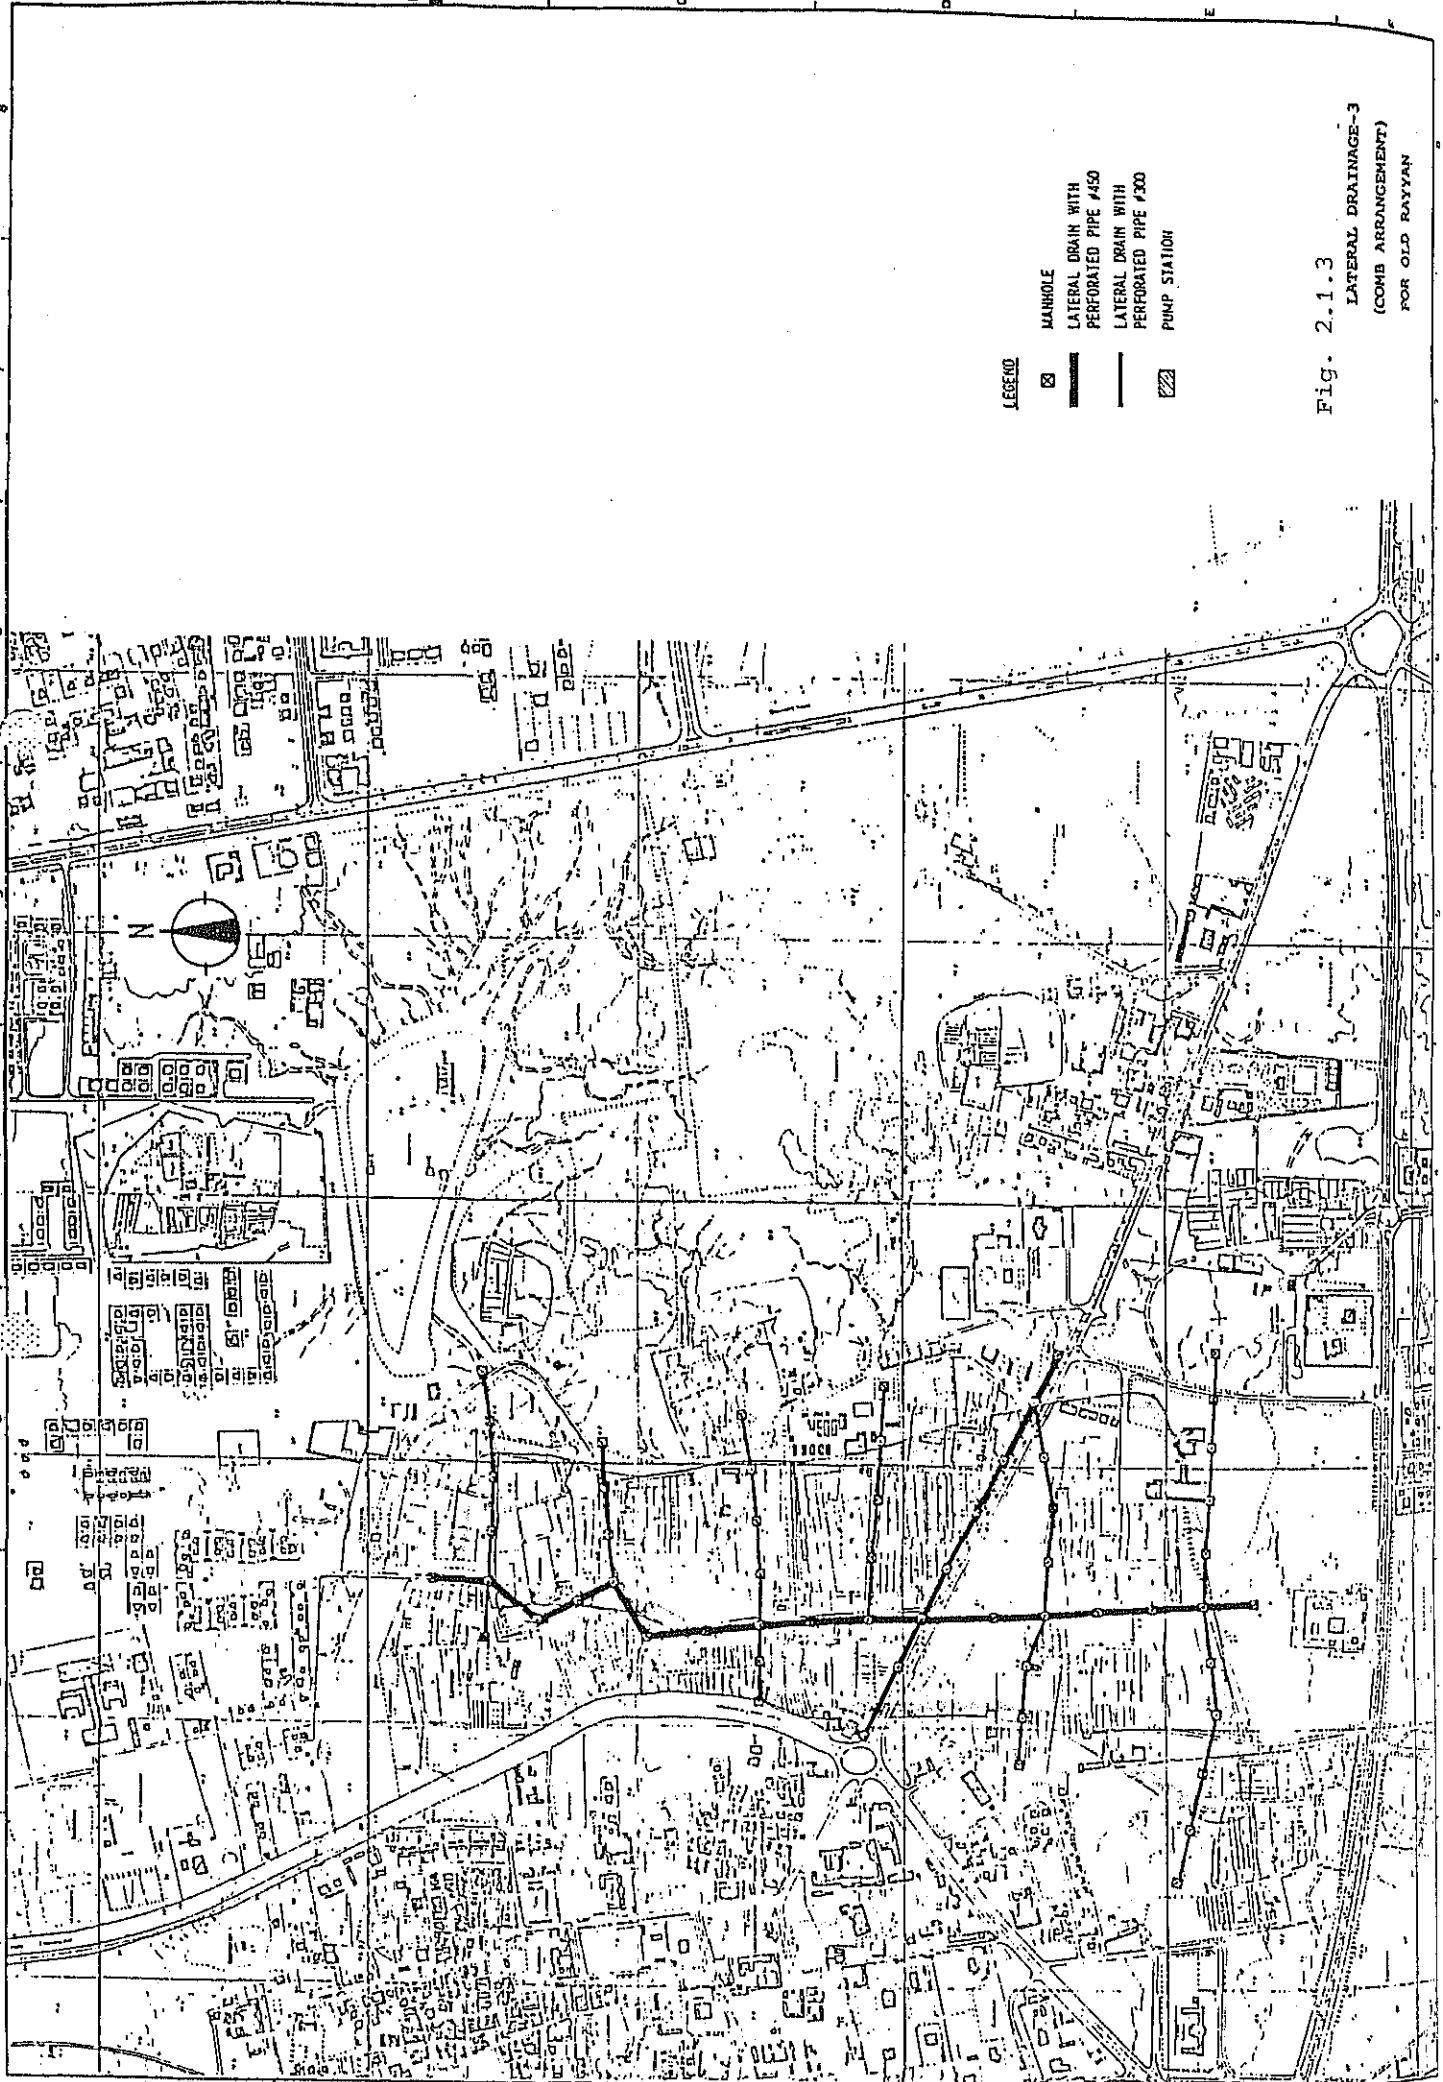 N
LEGEND
MANHOLE
LATERAL DRAIN WITH
PERFORATED PIPE ø450
LATERAL DRAIN WITH
PERFORATED PIPE ø300
PUMP STATION
Fig. 2.1.3
LATERAL DRAINAGE-3
(COMB ARRANGEMENT)
FOR OLD RAYYAN